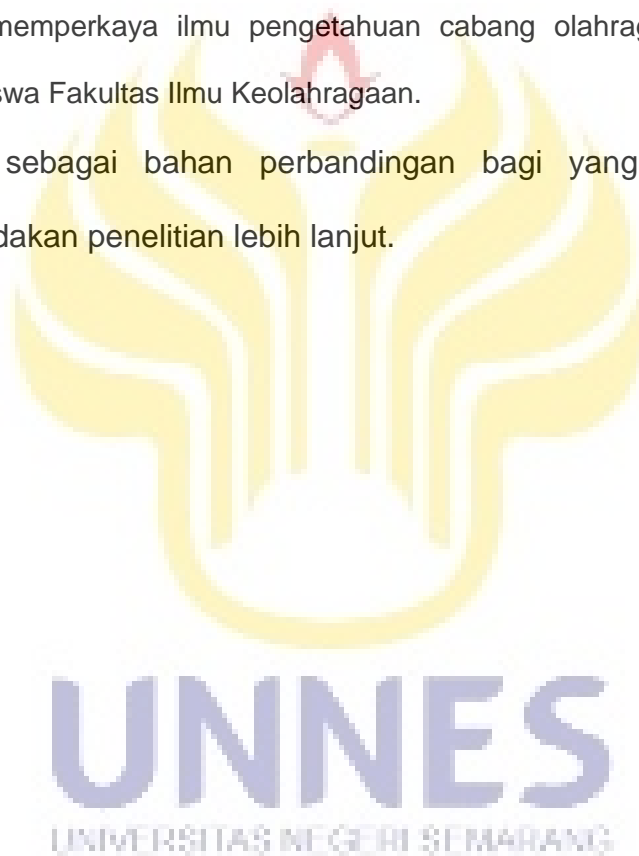 memperkaya ilmu pengetahuan cabang
swa Fakultas Ilmu Keolahragaan.
sebagai bahan perbandingan bagi yang
dakan penelitian lebih lanjut.
UNNES
UNIVERSITAS NEGERI SEMARANG